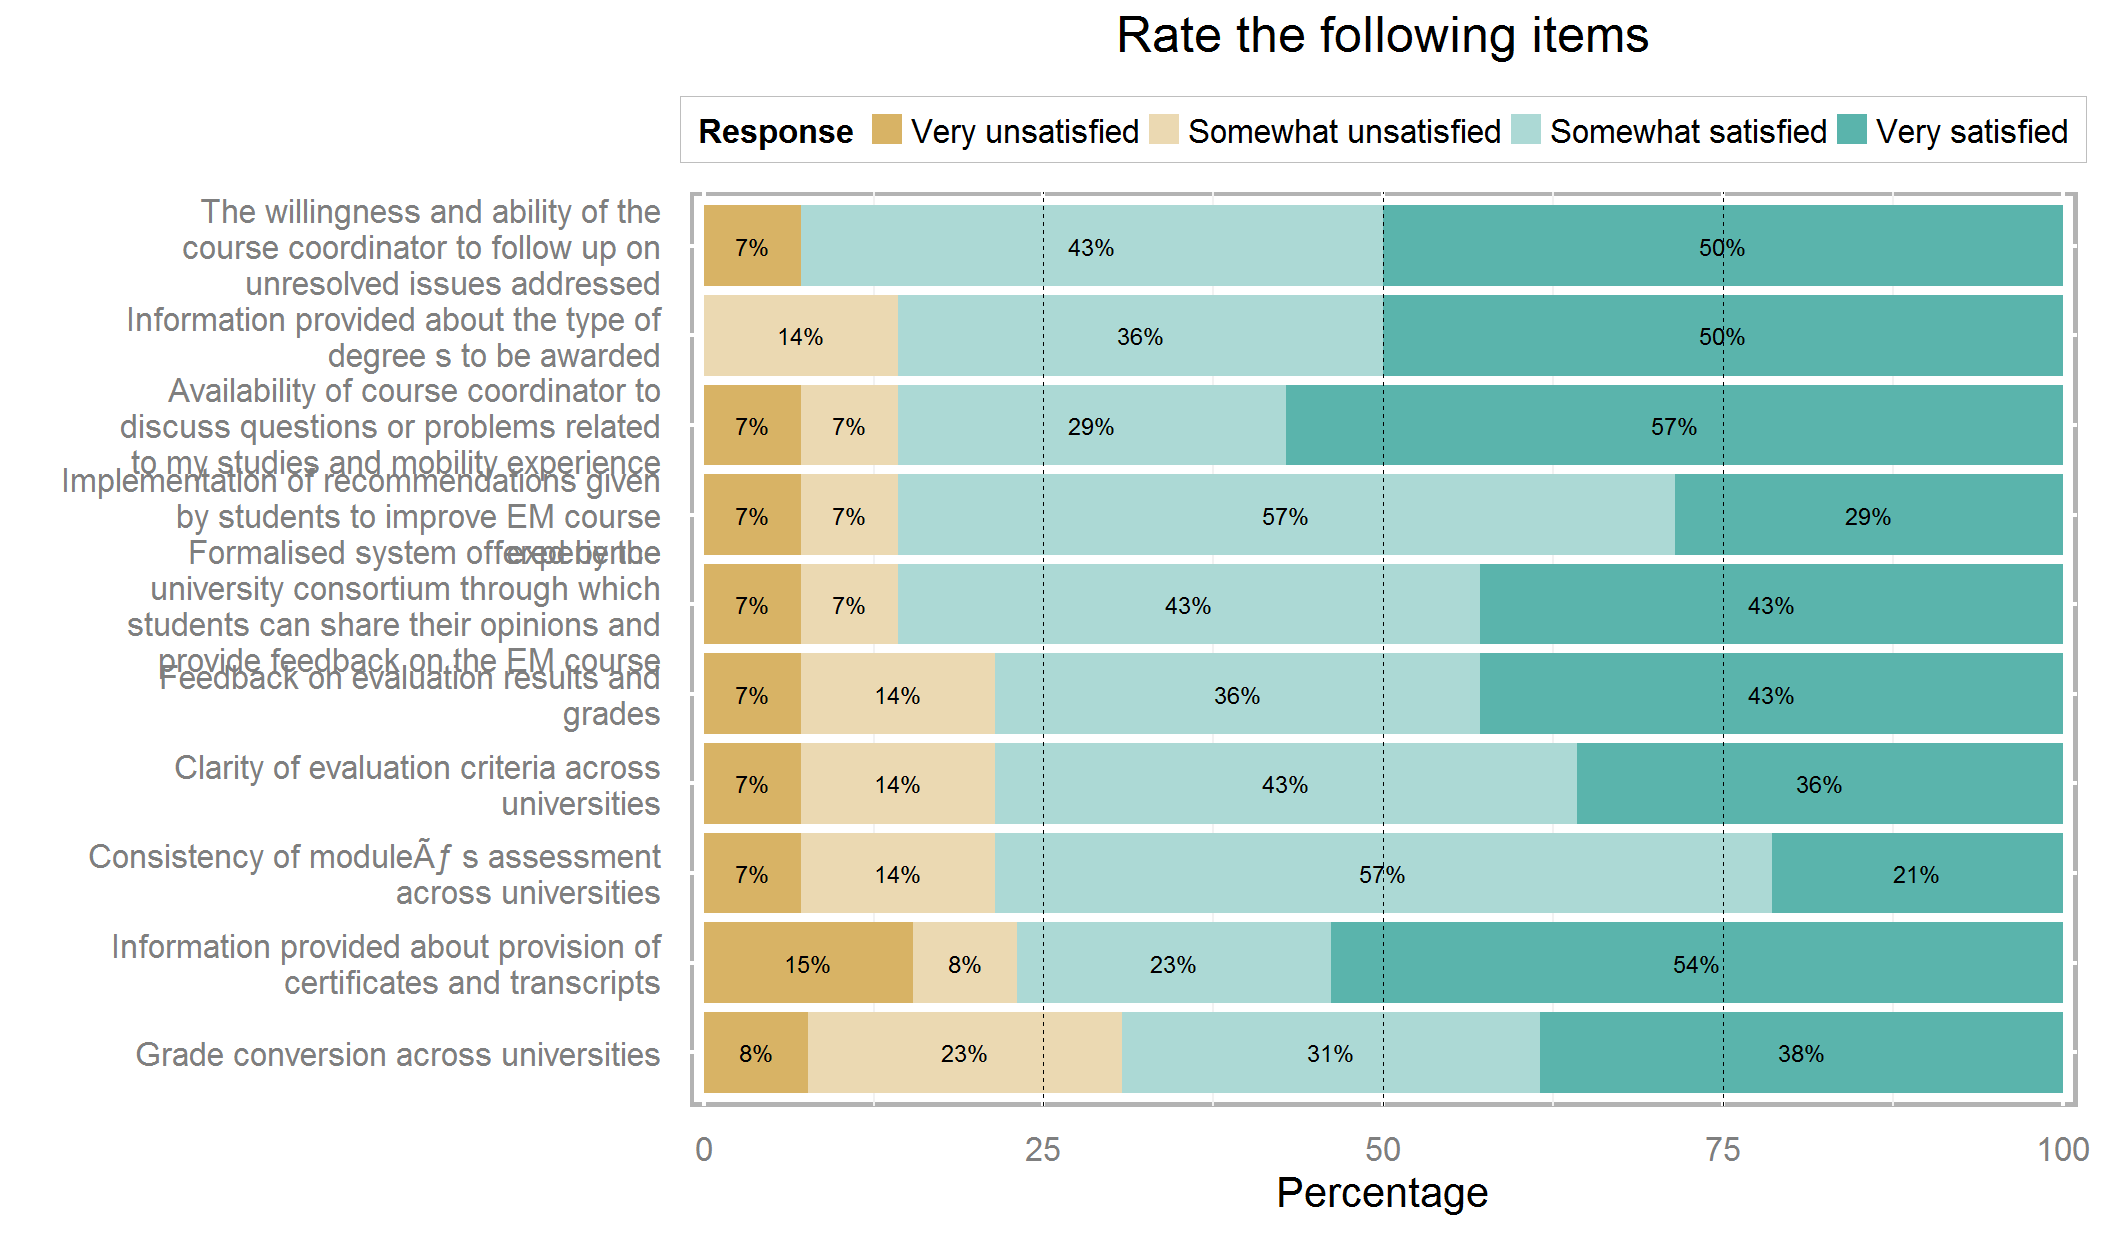 Rate the following items
Response Very unsatisfied Somewhat unsatisfied Somewhat satisfied Very satisfied
The willingness and ability of the
course coordinator to follow up on
unresolved issues addressed
7% 43% 50%
Information provided about the type of
degree s to be awarded
14% 36% 50%
Availability of course coordinator to
discuss questions or problems related
to my studies and mobility experience
7% 7% 29% 57%
Implementation of recommendations given
by students to improve EM course
experience
7% 7% 57% 29%
Formalised system offered by the
university consortium through which
students can share their opinions and
provide feedback on the EM course
7% 7% 43% 43%
Feedback on evaluation results and
grades
7% 14% 36% 43%
Clarity of evaluation criteria across
universities
7% 14% 43% 36%
Consistency of moduleÃƒ s assessment
across universities
7% 14% 57% 21%
Information provided about provision of
certificates and transcripts
15% 8% 23% 54%
Grade conversion across universities
8% 23% 31% 38%
0 25 50 75 100
Percentage